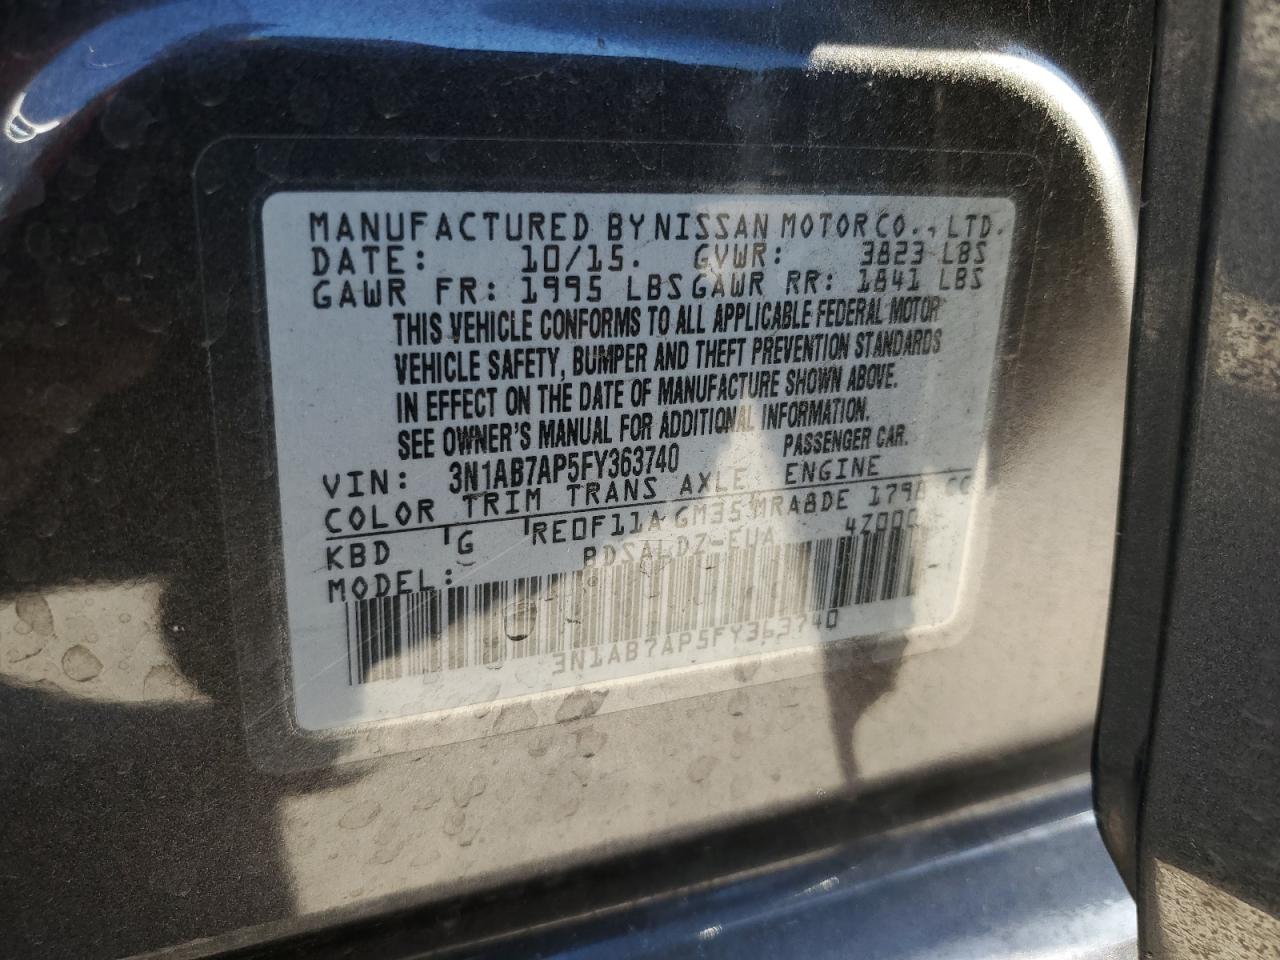 MANUFACTURED BY NISSAN MOTOR CO., LTD.
DATE: 10/15. GVWR: 3823 LBS
GAWR FR: 1995 LBS GAWR RR: 1841 LBS
THIS VEHICLE CONFORMS TO ALL APPLICABLE FEDERAL MOTOR
VEHICLE SAFETY, BUMPER AND THEFT PREVENTION STANDARDS
IN EFFECT ON THE DATE OF MANUFACTURE SHOWN ABOVE.
SEE OWNER'S MANUAL FOR ADDITIONAL INFORMATION.
VIN: 3N1AB7AP5FY363740 PASSENGER CAR.
COLOR TRIM TRANS AXLE ENGINE
KBD G RE0F11A GM35 MRA8DE 1798 CC
MODEL: BDSALDZ-EUA 4Z000
3N1AB7AP5FY363740